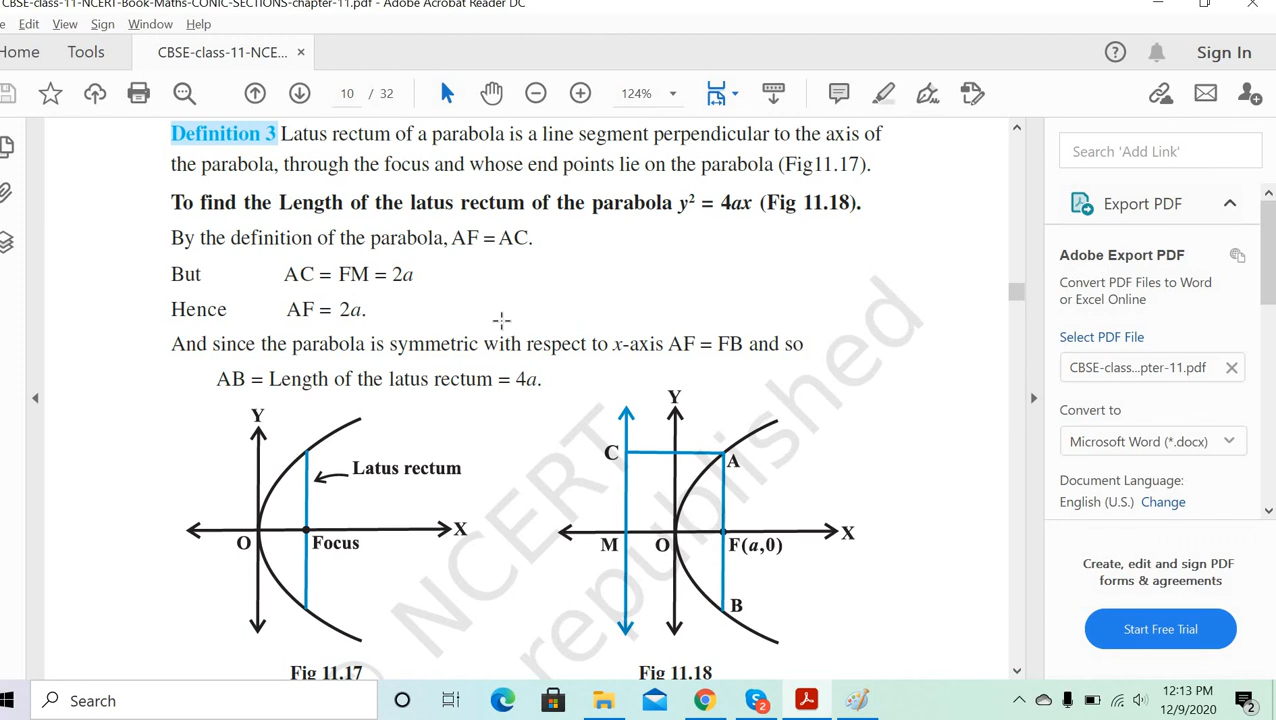 CBSE-class-11-NCERT-Book-Maths-CONIC-SECTIONS-chapter-11.pdf - Adobe Acrobat Reader DC
Edit View Sign Window Help
Home Tools CBSE-class-11-NCE... × Sign In
10 / 32 124%
Definition 3 Latus rectum of a parabola is a line segment perpendicular to the axis of
the parabola, through the focus and whose end points lie on the parabola (Fig11.17).
To find the Length of the latus rectum of the parabola y² = 4ax (Fig 11.18).
By the definition of the parabola, AF = AC.
But AC = FM = 2a
Hence AF = 2a.
And since the parabola is symmetric with respect to x-axis AF = FB and so
AB = Length of the latus rectum = 4a.
Y
Latus rectum
X
O Focus
Fig 11.17
Y
C A
X
M O F(a,0)
B
Fig 11.18
© NCERT
republished
Search 'Add Link'
Export PDF
Adobe Export PDF
Convert PDF Files to Word
or Excel Online
Select PDF File
CBSE-class...pter-11.pdf ×
Convert to
Microsoft Word (*.docx)
Document Language:
English (U.S.) Change
Create, edit and sign PDF
forms & agreements
Start Free Trial
Search
2
12:13 PM
12/9/2020
2